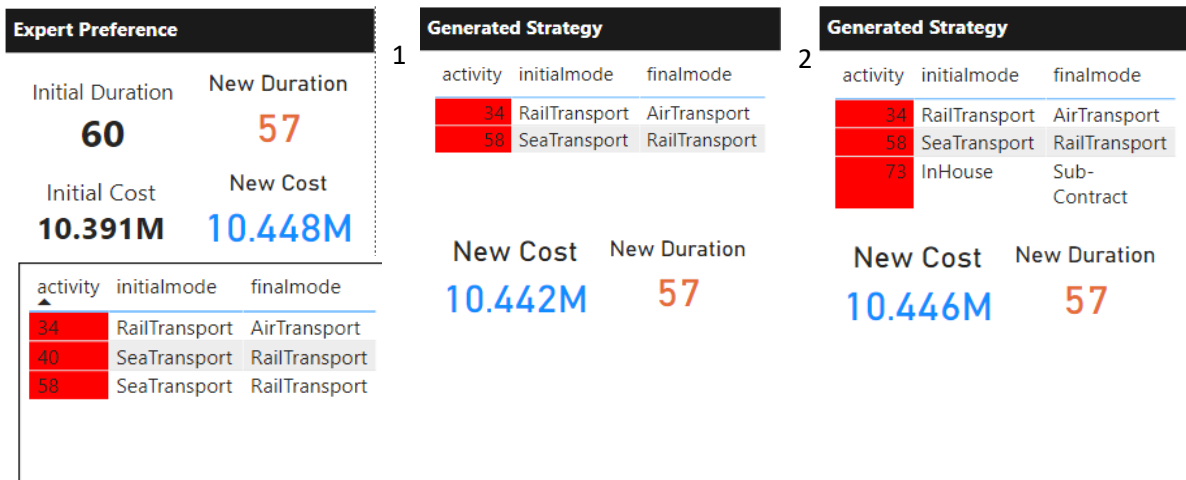 Expert Preference
Initial Duration
New Duration
60
57
Initial Cost
New Cost
10.391M
10.448M
activity initialmode finalmode
34 RailTransport AirTransport
40 SeaTransport RailTransport
58 SeaTransport RailTransport
1
Generated Strategy
activity initialmode finalmode
34 RailTransport AirTransport
58 SeaTransport RailTransport
New Cost
New Duration
10.442M
57
2
Generated Strategy
activity initialmode finalmode
34 RailTransport AirTransport
58 SeaTransport RailTransport
73 InHouse Sub-
Contract
New Cost
New Duration
10.446M
57